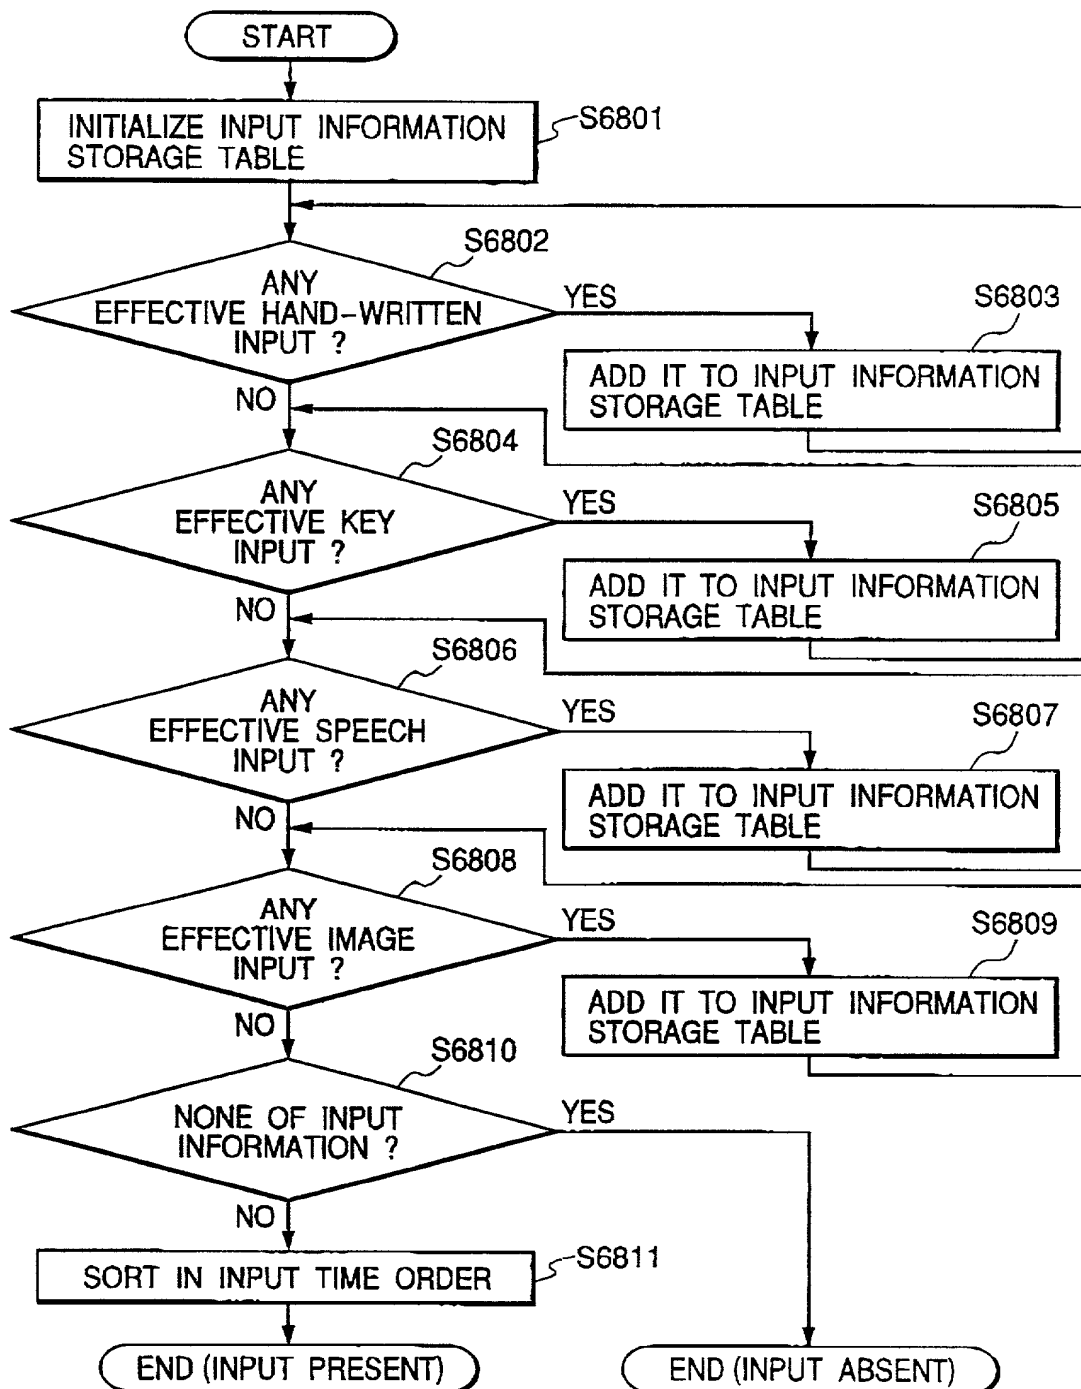 START
INITIALIZE INPUT INFORMATION
STORAGE TABLE
S6801
S6802
ANY
EFFECTIVE HAND-WRITTEN
INPUT ?
YES
NO
S6803
ADD IT TO INPUT INFORMATION
STORAGE TABLE
S6804
ANY
EFFECTIVE KEY
INPUT ?
YES
NO
S6805
ADD IT TO INPUT INFORMATION
STORAGE TABLE
S6806
ANY
EFFECTIVE SPEECH
INPUT ?
YES
NO
S6807
ADD IT TO INPUT INFORMATION
STORAGE TABLE
S6808
ANY
EFFECTIVE IMAGE
INPUT ?
YES
NO
S6809
ADD IT TO INPUT INFORMATION
STORAGE TABLE
S6810
NONE OF INPUT
INFORMATION ?
YES
NO
SORT IN INPUT TIME ORDER
S6811
END (INPUT PRESENT)
END (INPUT ABSENT)